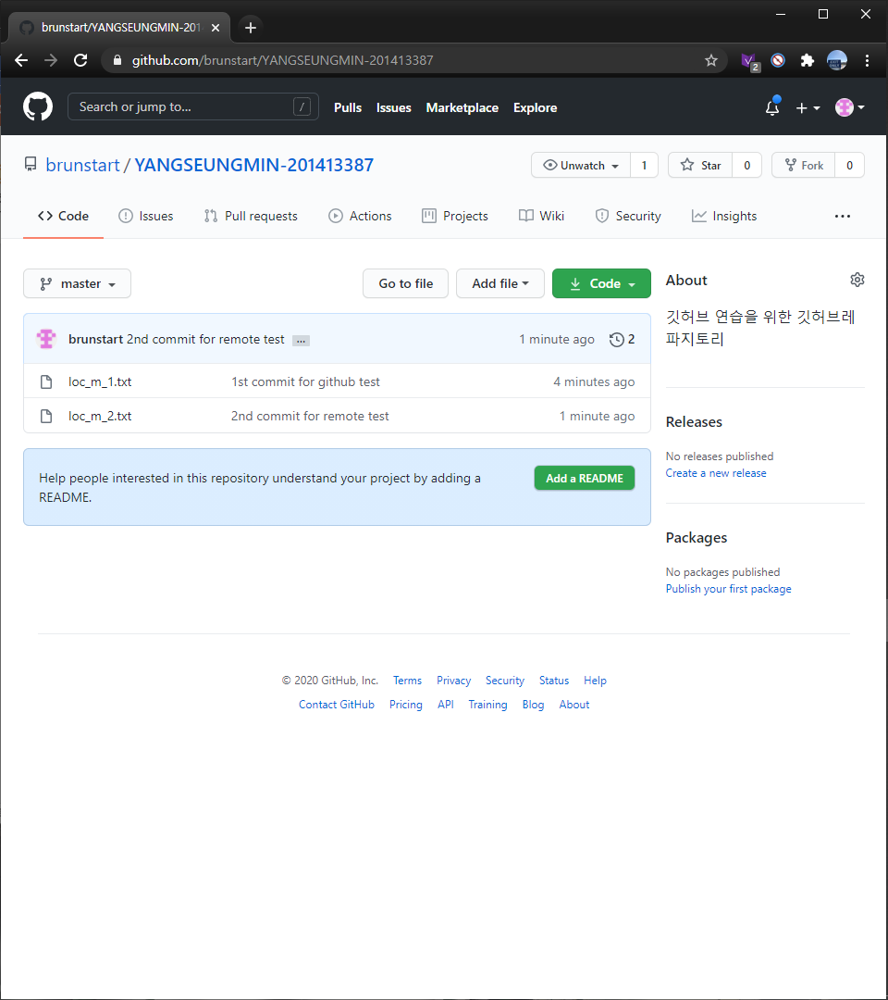 brunstart/YANGSEUNGMIN-201
github.com/brunstart/YANGSEUNGMIN-201413387
2
Search or jump to...
/
Pulls Issues Marketplace Explore
brunstart / YANGSEUNGMIN-201413387
Unwatch 1 Star 0 Fork 0
Code Issues Pull requests Actions Projects Wiki Security Insights ...
master Go to file Add file Code
brunstart 2nd commit for remote test ... 1 minute ago 2
loc_m_1.txt 1st commit for github test 4 minutes ago
loc_m_2.txt 2nd commit for remote test 1 minute ago
Help people interested in this repository understand your project by adding a
README.
Add a README
About
깃허브 연습을 위한 깃허브레
파지토리
Releases
No releases published
Create a new release
Packages
No packages published
Publish your first package
© 2020 GitHub, Inc. Terms Privacy Security Status Help
Contact GitHub Pricing API Training Blog About